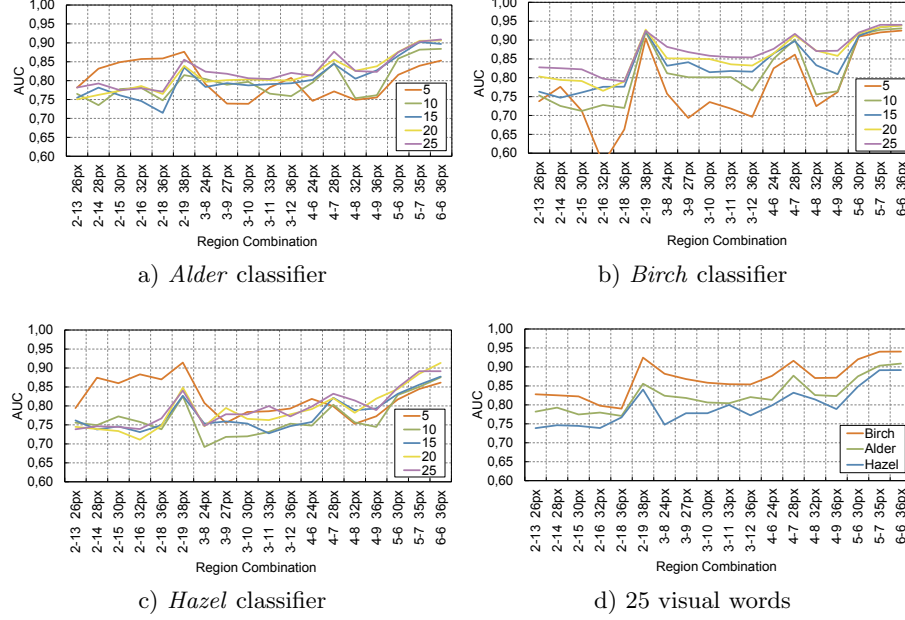 1,00
0,95
0,90
0,85
0,80
0,75
0,70
0,65
0,60
AUC
5
10
15
20
25
2-13 26px
2-14 28px
2-15 30px
2-16 32px
2-18 36px
2-19 38px
3-8 24px
3-9 27px
3-10 30px
3-11 33px
3-12 36px
4-6 24px
4-7 28px
4-8 32px
4-9 36px
5-6 30px
5-7 35px
6-6 36px
Region Combination
a) Alder classifier
1,00
0,95
0,90
0,85
0,80
0,75
0,70
0,65
0,60
AUC
5
10
15
20
25
2-13 26px
2-14 28px
2-15 30px
2-16 32px
2-18 36px
2-19 38px
3-8 24px
3-9 27px
3-10 30px
3-11 33px
3-12 36px
4-6 24px
4-7 28px
4-8 32px
4-9 36px
5-6 30px
5-7 35px
6-6 36px
Region Combination
b) Birch classifier
1,00
0,95
0,90
0,85
0,80
0,75
0,70
0,65
0,60
AUC
5
10
15
20
25
2-13 26px
2-14 28px
2-15 30px
2-16 32px
2-18 36px
2-19 38px
3-8 24px
3-9 27px
3-10 30px
3-11 33px
3-12 36px
4-6 24px
4-7 28px
4-8 32px
4-9 36px
5-6 30px
5-7 35px
6-6 36px
Region Combination
c) Hazel classifier
1,00
0,95
0,90
0,85
0,80
0,75
0,70
0,65
0,60
AUC
Birch
Alder
Hazel
2-13 26px
2-14 28px
2-15 30px
2-16 32px
2-18 36px
2-19 38px
3-8 24px
3-9 27px
3-10 30px
3-11 33px
3-12 36px
4-6 24px
4-7 28px
4-8 32px
4-9 36px
5-6 30px
5-7 35px
6-6 36px
Region Combination
d) 25 visual words